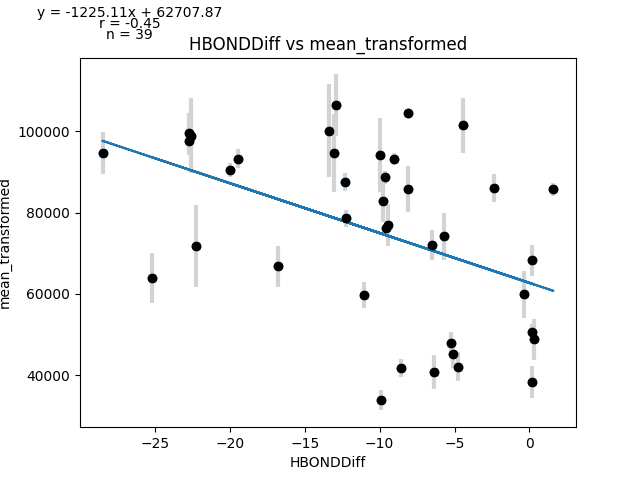 y = -1225.11x + 62707.87
r = -0.45
n = 39
HBONDDiff vs mean_transformed
mean_transformed
100000
80000
60000
40000
−25
−20
−15
−10
−5
0
HBONDDiff